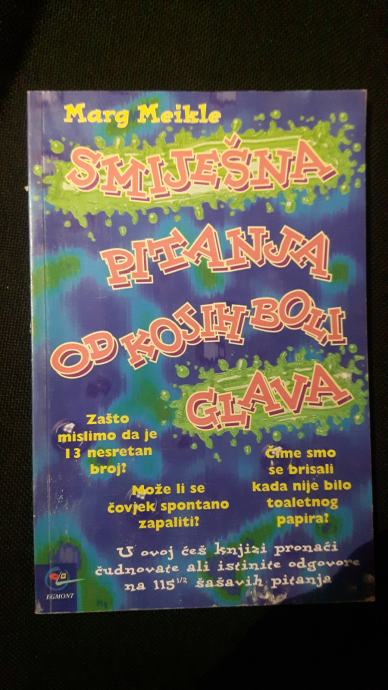 Marg Meikle
SMIJEŠNA
PITANJA
OD KOJIH BOLI
GLAVA
Zašto
mislimo da je
13 nesretan
broj?
Može li se
čovjek spontano
zapaliti?
Čime smo
se brisali
kada nije bilo
toaletnog
papira?
U ovoj ćeš knjizi pronaći
čudnovate ali istinite odgovore
na 115 1/2 šašavih pitanja
EGMONT